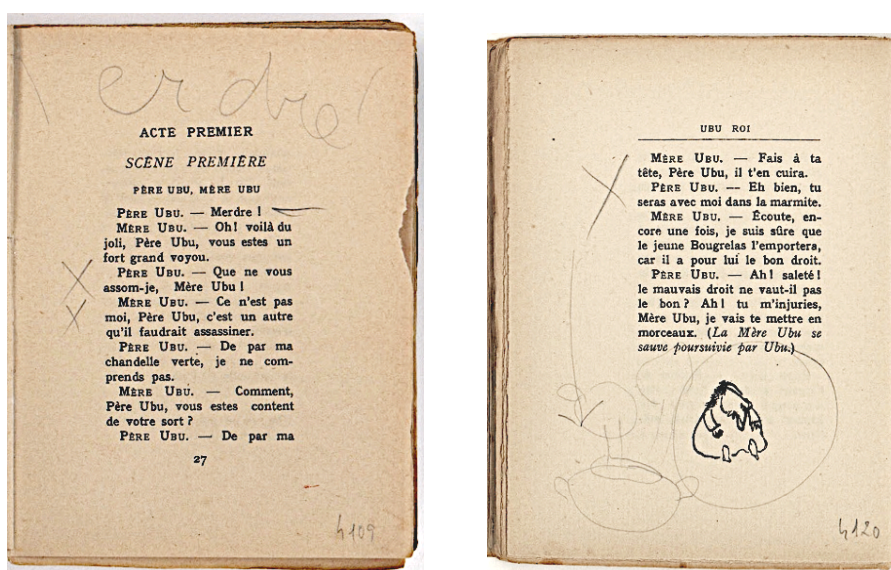 erdre
ACTE PREMIER
SCÈNE PREMIÈRE
PÈRE UBU, MÈRE UBU
PÈRE UBU. — Merdre !
MÈRE UBU. — Oh! voilà du
joli, Père Ubu, vous estes un
fort grand voyou.
PÈRE UBU. — Que ne vous
assom-je, Mère Ubu !
MÈRE UBU. — Ce n'est pas
moi, Père Ubu, c'est un autre
qu'il faudrait assassiner.
PÈRE UBU. — De par ma
chandelle verte, je ne com-
prends pas.
MÈRE UBU. — Comment,
Père Ubu, vous estes content
de votre sort ?
PÈRE UBU. — De par ma
27
4109
UBU ROI
MÈRE UBU. — Fais à ta
tête, Père Ubu, il t'en cuira.
PÈRE UBU. — Eh bien, tu
seras avec moi dans la marmite.
MÈRE UBU. — Écoute, en-
core une fois, je suis sûre que
le jeune Bougrelas l'emportera,
car il a pour lui le bon droit.
PÈRE UBU. — Ah! saleté!
le mauvais droit ne vaut-il pas
le bon? Ah! tu m'injuries,
Mère Ubu, je vais te mettre en
morceaux. (La Mère Ubu se
sauve poursuivie par Ubu.)
4120